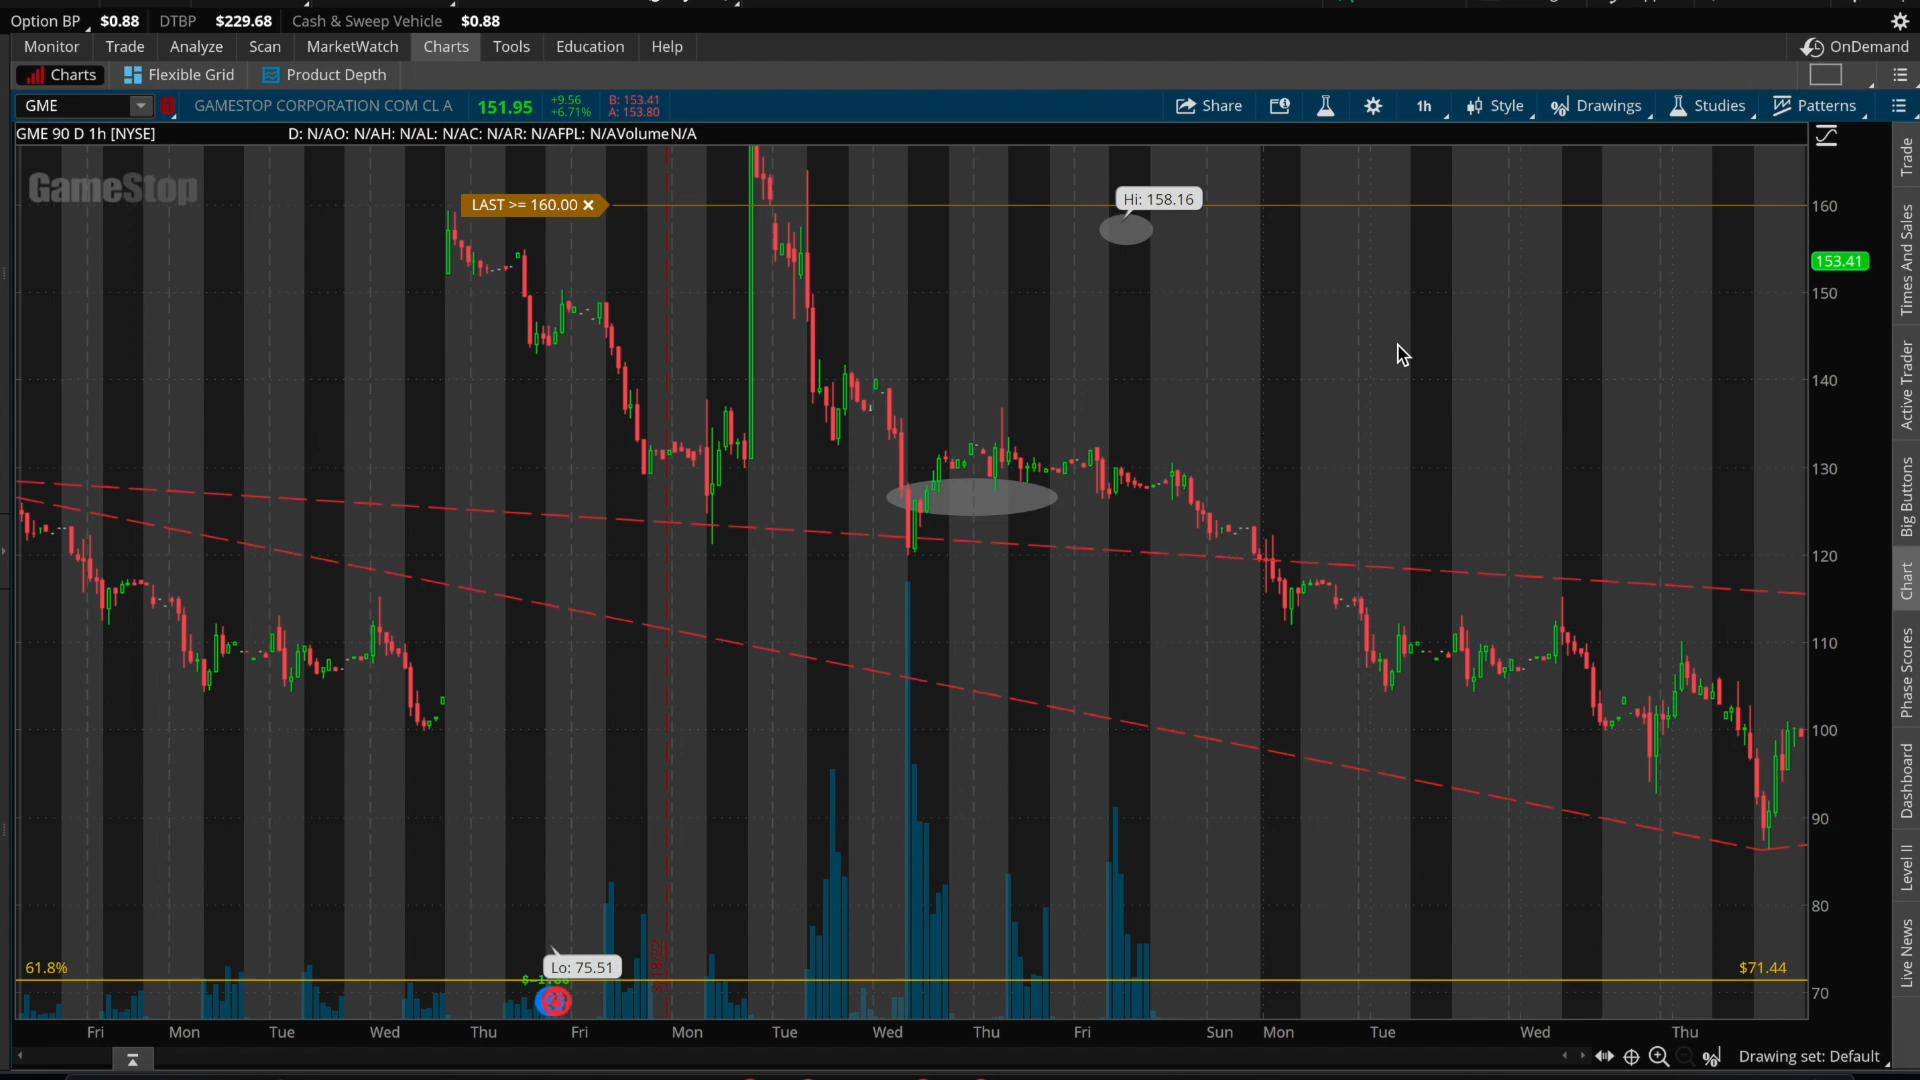 Option BP $0.88 DTBP $229.68 Cash & Sweep Vehicle $0.88
Monitor Trade Analyze Scan MarketWatch Charts Tools Education Help OnDemand
Charts Flexible Grid Product Depth
GME GAMESTOP CORPORATION COM CL A 151.95 +9.56 +6.71% B: 153.41 A: 153.80 Share 1h Style Drawings Studies Patterns
GME 90 D 1h [NYSE] D: N/AO: N/AH: N/AL: N/AC: N/AR: N/AFPL: N/AVolumeN/A
GameStop
LAST >= 160.00
Hi: 158.16
160
153.41
150
140
130
120
110
100
90
80
70
61.8%
$71.44
Lo: 75.51
Fri Mon Tue Wed Thu Fri Mon Tue Wed Thu Fri Sun Mon Tue Wed Thu
Drawing set: Default
Trade
Times And Sales
Active Trader
Big Buttons
Chart
Phase Scores
Dashboard
Level II
Live News